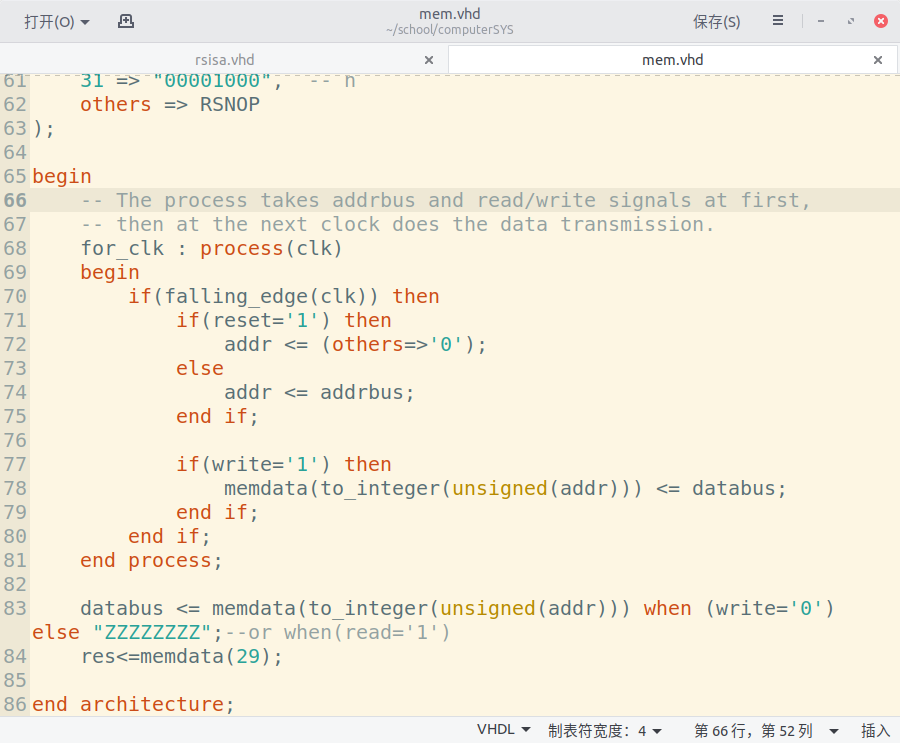 打开(O)
mem.vhd
~/school/computerSYS
保存(S)
rsisa.vhd
mem.vhd
61     31 => "00001000",  -- n
62     others => RSNOP
63 );
64
65 begin
66     -- The process takes addrbus and read/write signals at first,
67     -- then at the next clock does the data transmission.
68     for_clk : process(clk)
69     begin
70         if(falling_edge(clk)) then
71             if(reset='1') then
72                 addr <= (others=>'0');
73             else
74                 addr <= addrbus;
75             end if;
76
77             if(write='1') then
78                 memdata(to_integer(unsigned(addr))) <= databus;
79             end if;
80         end if;
81     end process;
82
83     databus <= memdata(to_integer(unsigned(addr))) when (write='0')
else "ZZZZZZZZ";--or when(read='1')
84     res<=memdata(29);
85
86 end architecture;
VHDL 制表符宽度：4 第 66 行，第 52 列 插入